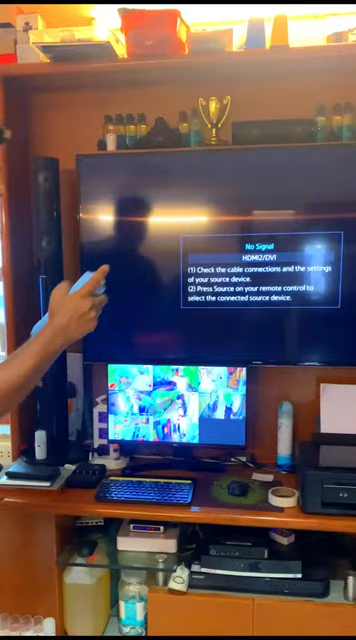 No Signal
HDMI2/DVI
(1) Check the cable connections and the settings
of your source device.
(2) Press Source on your remote control to
select the connected source device.